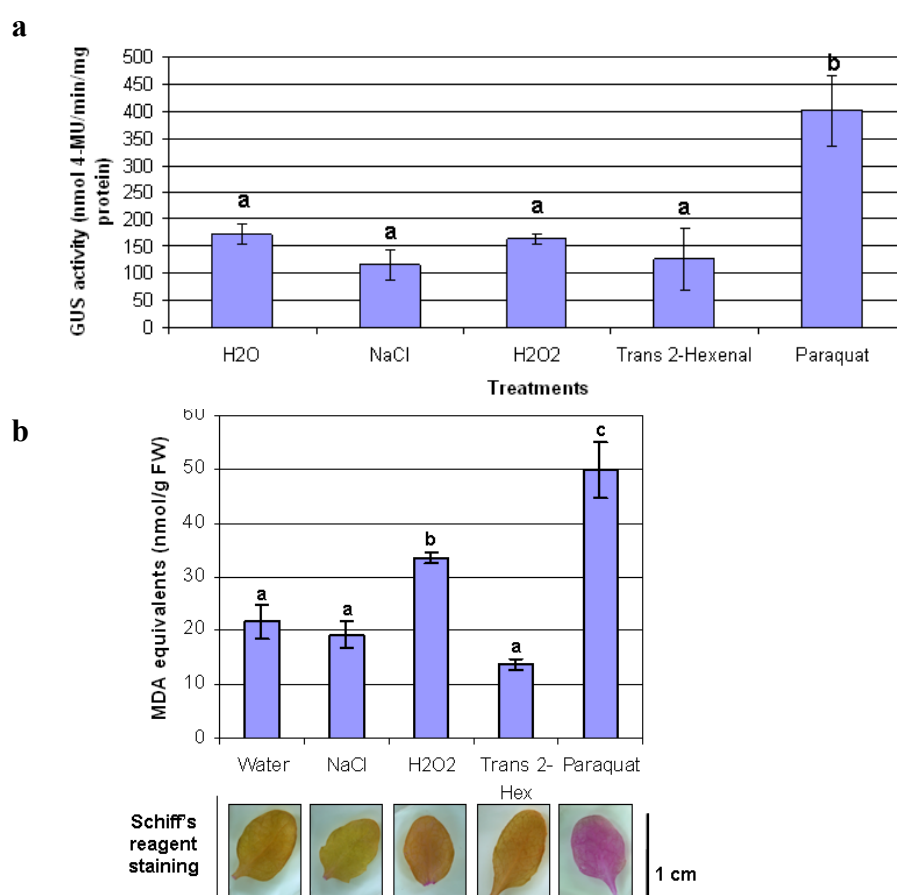 a
GUS activity (nmol 4-MU/min/mg
protein)
500
450
400
350
300
250
200
150
100
50
0
a
a
a
a
b
H2O
NaCl
H2O2
Trans 2-Hexenal
Paraquat
Treatments
b
MDA equivalents (nmol/g FW)
60
50
40
30
20
10
0
a
a
b
a
c
Water
NaCl
H2O2
Trans 2-
Hex
Paraquat
Schiff's
reagent
staining
1 cm